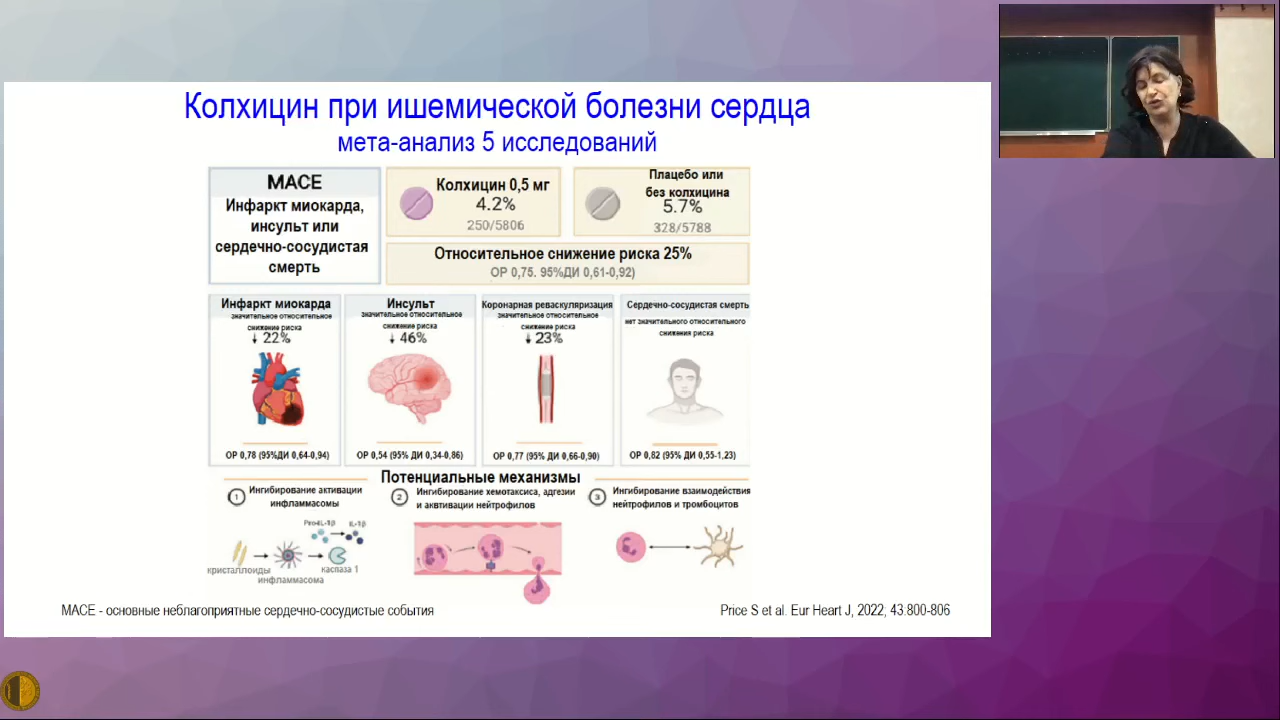 Колхицин при ишемической болезни сердца
мета-анализ 5 исследований
MACE
Инфаркт миокарда,
инсульт или
сердечно-сосудистая
смерть
Колхицин 0,5 мг
4.2%
250/5806
Плацебо или
без колхицина
5.7%
328/5788
Относительное снижение риска 25%
ОР 0,75. 95%ДИ 0,61-0,92)
Инфаркт миокарда
значительное относительное
снижение риска
↓ 22%
ОР 0,78 (95%ДИ 0,64-0,94)
Инсульт
значительное относительное
снижение риска
↓ 46%
ОР 0,54 (95% ДИ 0,34-0,86)
Коронарная реваскуляризация
значительное относительное
снижение риска
↓ 23%
ОР 0,77 (95% ДИ 0,66-0,90)
Сердечно-сосудистая смерть
нет значительного относительного
снижения риска
ОР 0,82 (95% ДИ 0,55-1,23)
Потенциальные механизмы
1 Ингибирование активации
инфламмасомы
Pro-IL-1β IL-1β
кристаллоиды
инфламмасома
каспаза 1
2 Ингибирование хемотаксиса, адгезии
и аквтивации нейтрофилов
3 Ингибирование взаимодействия
нейтрофилов и тромбоцитов
MACE - основные неблагоприятные сердечно-сосудистые события
Price S et al. Eur Heart J, 2022; 43.800-806